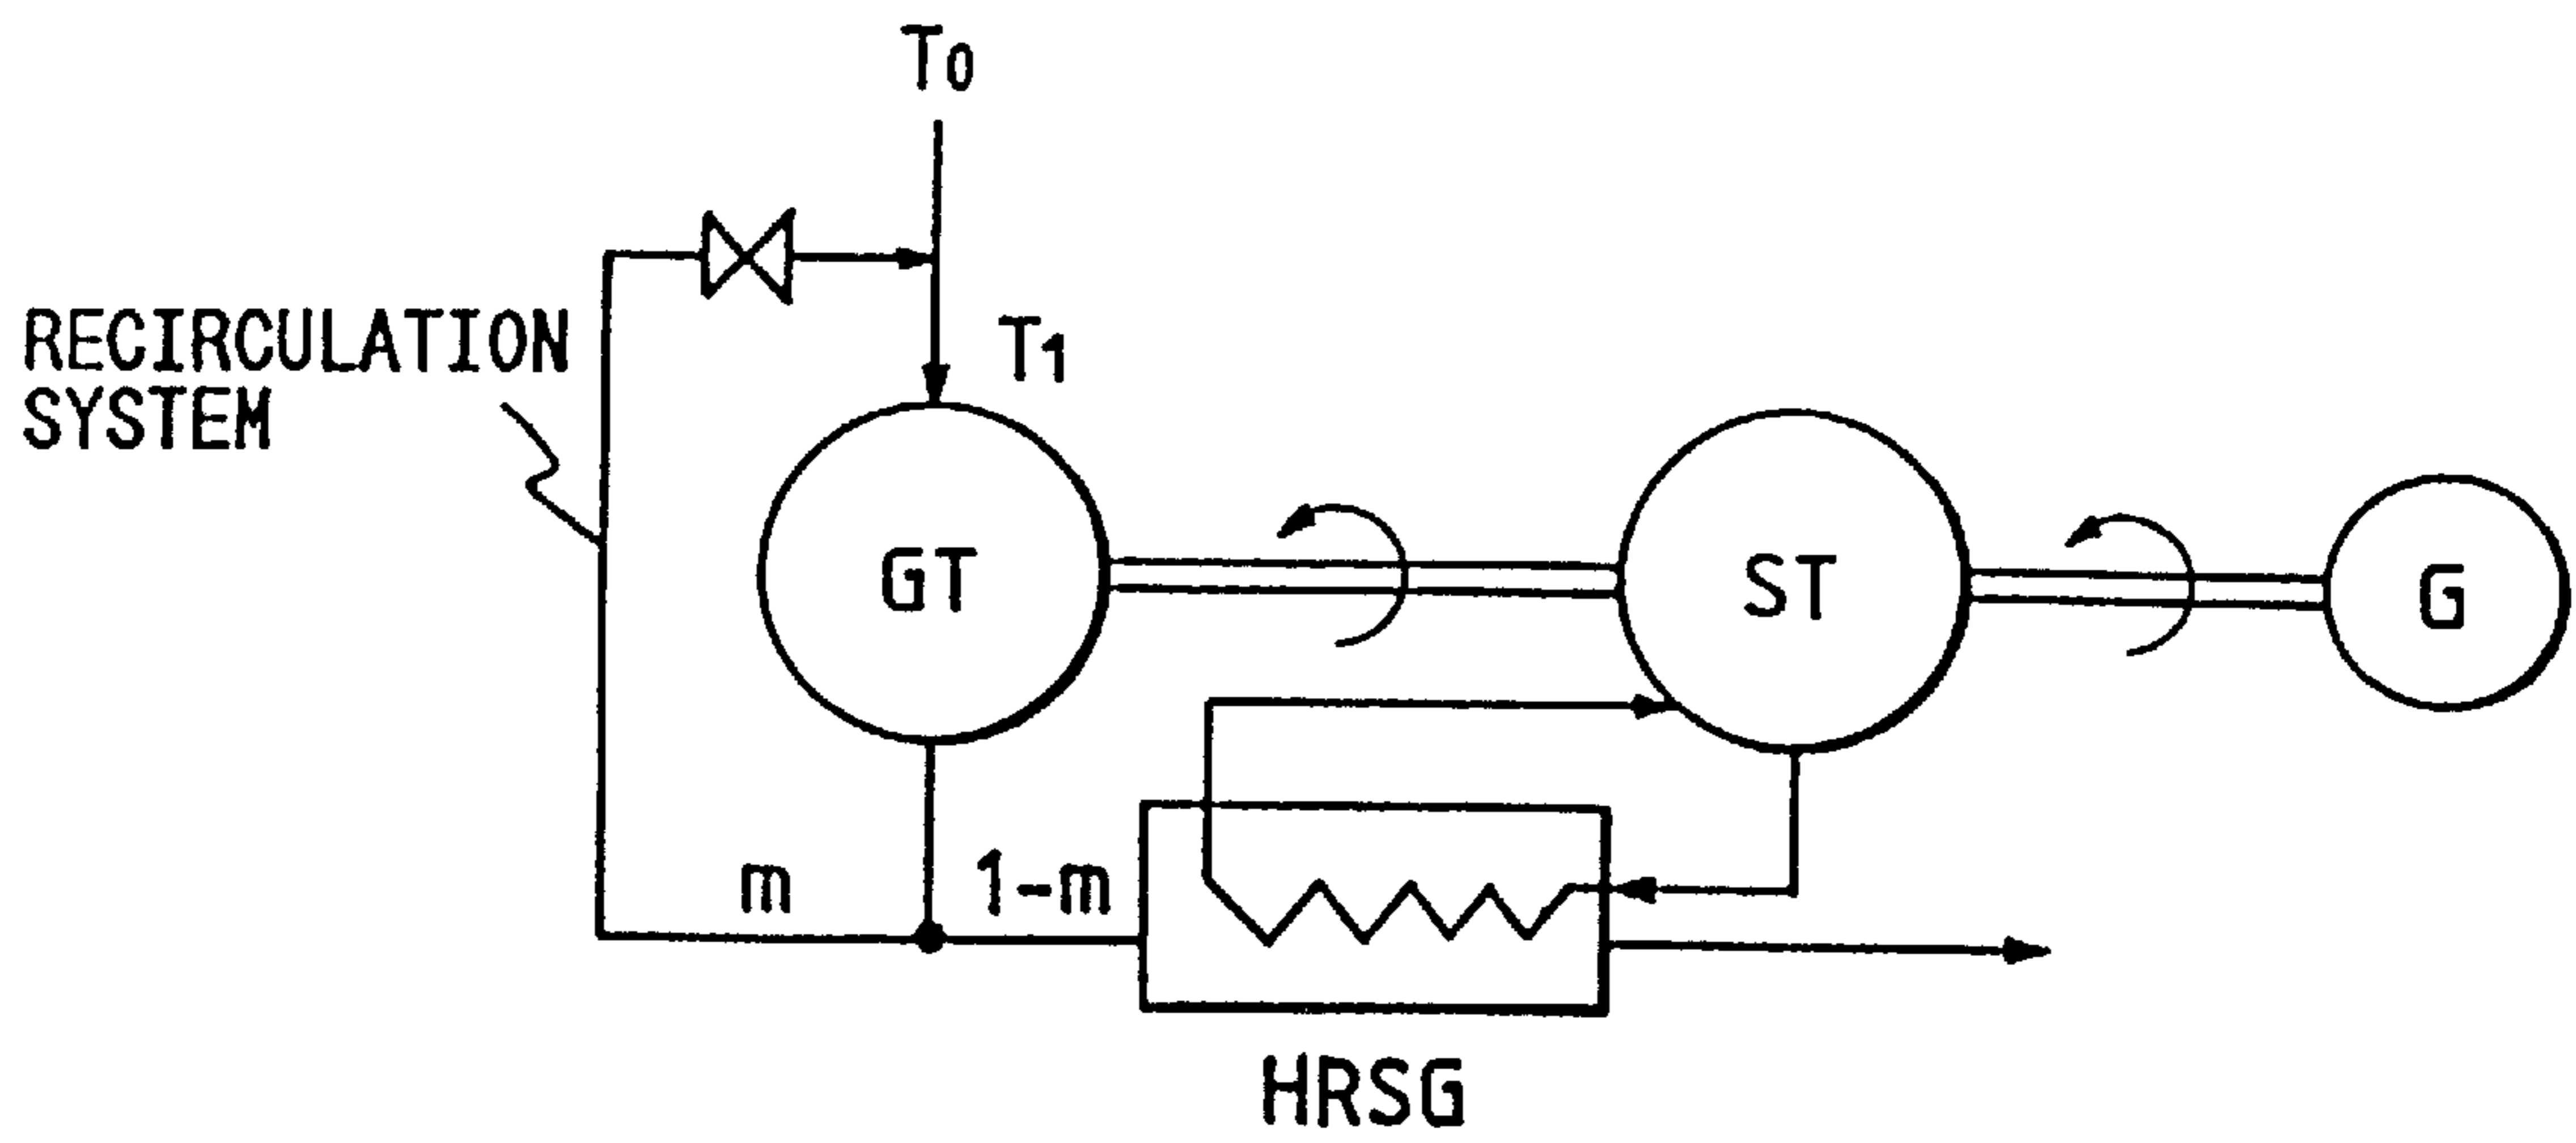 T0
RECIRCULATION
SYSTEM
T1
GT
ST
G
m
1-m
HRSG